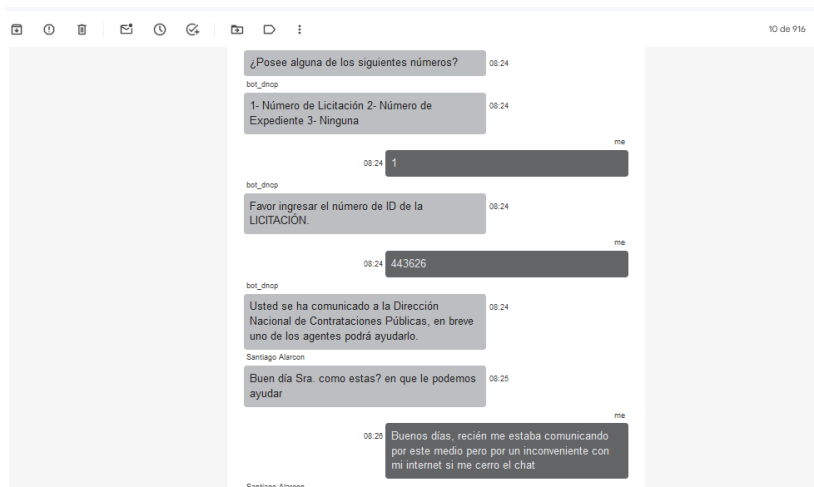 10 de 916
¿Posee alguna de los siguientes números?
08:24
bot_dncp
1- Número de Licitación 2- Número de
Expediente 3- Ninguna
08:24
me
08:24
1
bot_dncp
Favor ingresar el número de ID de la
LICITACIÓN.
08:24
me
08:24
443626
bot_dncp
Usted se ha comunicado a la Dirección
Nacional de Contrataciones Públicas, en breve
uno de los agentes podrá ayudarlo.
08:24
Santiago Alarcon
Buen día Sra. como estas? en que le podemos
ayudar
08:25
me
08:26
Buenos días, recién me estaba comunicando
por este medio pero por un inconveniente con
mi internet si me cerro el chat
Santiago Alarcon